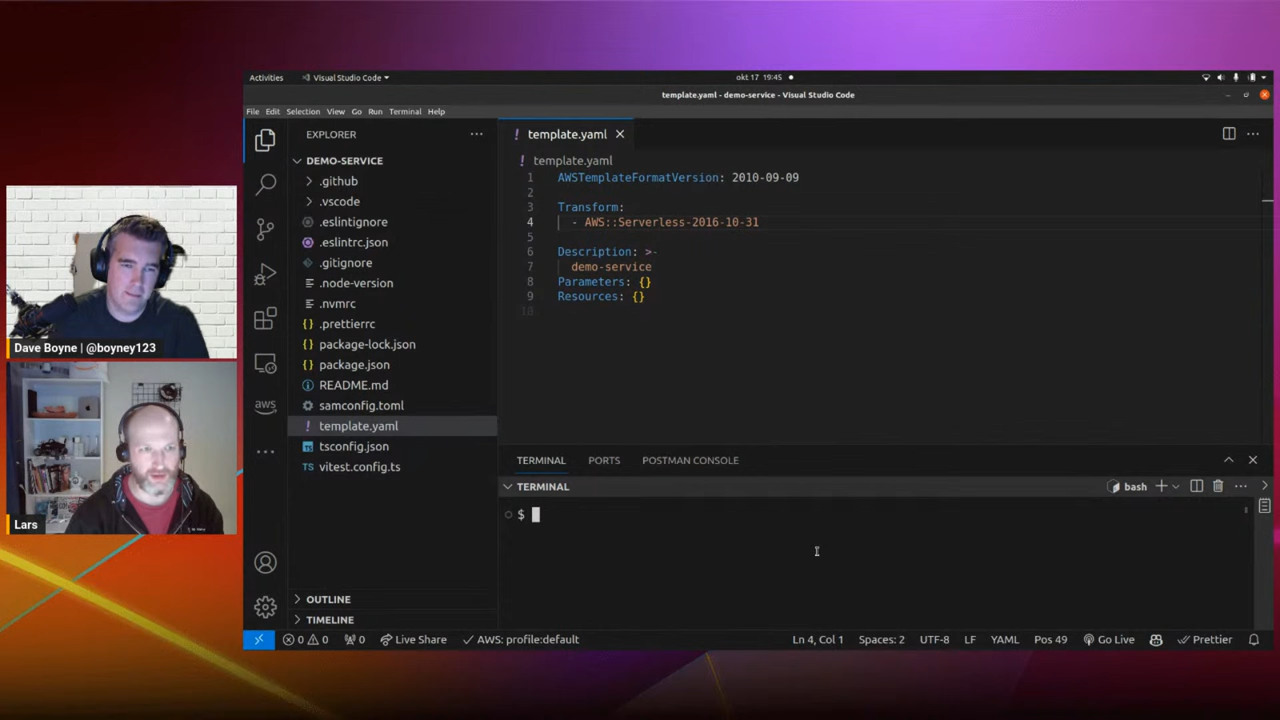 Activities
Visual Studio Code
okt 17 19:45
template.yaml - demo-service - Visual Studio Code
File Edit Selection View Go Run Terminal Help
EXPLORER
DEMO-SERVICE
.github
.vscode
.eslintignore
.eslintrc.json
.gitignore
.node-version
.nvmrc
.prettierrc
package-lock.json
package.json
README.md
samconfig.toml
template.yaml
tsconfig.json
vitest.config.ts
OUTLINE
TIMELINE
aws
template.yaml
template.yaml
1 AWSTemplateFormatVersion: 2010-09-09
2
3 Transform:
4 - AWS::Serverless-2016-10-31
5
6 Description: >-
7 demo-service
8 Parameters: {}
9 Resources: {}
10
TERMINAL PORTS POSTMAN CONSOLE
TERMINAL
bash
$
Dave Boyne | @boyney123
Lars
0 0 0 Live Share AWS: profile:default Ln 4, Col 1 Spaces: 2 UTF-8 LF YAML Pos 49 Go Live Prettier